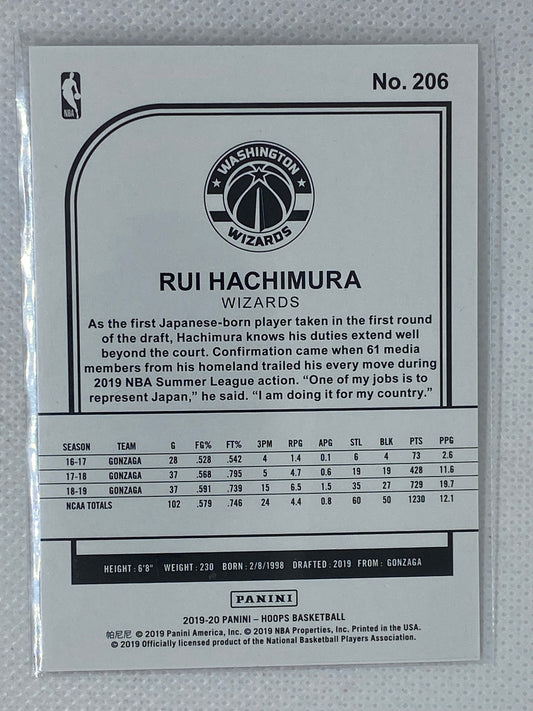 No. 206
NBA
WASHINGTON
WIZARDS
RUI HACHIMURA
WIZARDS
As the first Japanese-born player taken in the first round
of the draft, Hachimura knows his duties extend well
beyond the court. Confirmation came when 61 media
members from his homeland trailed his every move during
2019 NBA Summer League action. “One of my jobs is to
represent Japan,” he said. “I am doing it for my country.”
SEASON TEAM G FG% FT% 3PM RPG APG STL BLK PTS PPG
16-17 GONZAGA 28 .528 .542 4 1.4 0.1 6 4 73 2.6
17-18 GONZAGA 37 .568 .795 5 4.7 0.6 19 19 428 11.6
18-19 GONZAGA 37 .591 .739 15 6.5 1.5 35 27 729 19.7
NCAA TOTALS 102 .579 .746 24 4.4 0.8 60 50 1230 12.1
HEIGHT: 6'8" WEIGHT: 230 BORN: 2/8/1998 DRAFTED: 2019 FROM: GONZAGA
PANINI
2019-20 PANINI – HOOPS BASKETBALL
帕尼尼 © 2019 Panini America, Inc. © 2019 NBA Properties, Inc. Printed in the USA.
© 2019 Officially licensed product of the National Basketball Players Association.